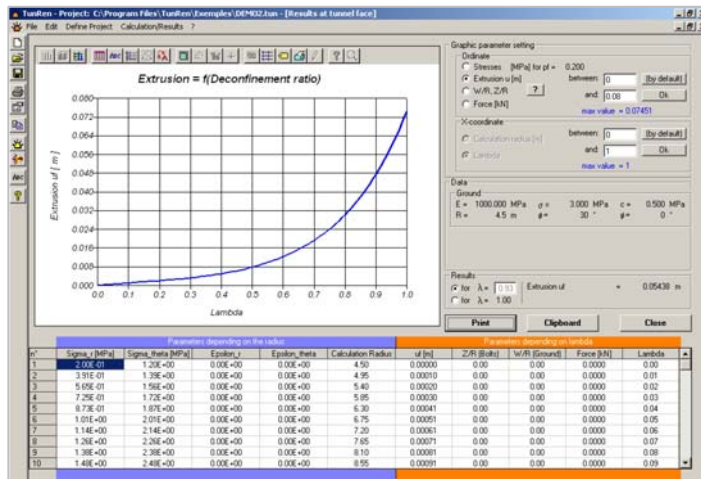 TunRen - Project: C:\Program Files\TunRen\Exemples\DEMO2.tun - [Results at tunnel face]
File Edit Define Project Calculation/Results ?
Extrusion = f(Deconfinement ratio)
Extrusion uf [ m ]
0.080
0.072
0.064
0.056
0.048
0.040
0.032
0.024
0.016
0.008
0.000
0.0 0.1 0.2 0.3 0.4 0.5 0.6 0.7 0.8 0.9 1.0
Lambda
Graphic parameter setting
Ordinate
Stresses [MPa] for pf = 0.200
Extrusion u [m]
W/R, Z/R ?
Force [kN]
between: 0 (by default)
and: 0.08 Ok
max value = 0.07451
X-coordinate
Calculation radius [m]
Lambda
between: 0 (by default)
and: 1 Ok
max value = 1
Data
Ground
E = 1000.000 MPa σ = 3.000 MPa c = 0.500 MPa
R = 4.5 m ø = 30 ° = 0 °
Results
for λ = 0.93 Extrusion uf = 0.05438 m
for λ = 1.00
Print Clipboard Close
Parameters depending on the radius Parameters depending on lambda
n° Sigma_r [MPa] Sigma_theta [MPa] Epsilon_r Epsilon_theta Calculation Radius uf [m] Z/R (Bolts) W/R (Ground) Force [kN] Lambda
1 2.00E-01 1.20E+00 0.00E+00 0.00E+00 4.50 0.00000 0.00 0.00 0.0000 0.00
2 3.91E-01 1.39E+00 0.00E+00 0.00E+00 4.95 0.00010 0.00 0.00 0.0000 0.01
3 5.65E-01 1.56E+00 0.00E+00 0.00E+00 5.40 0.00020 0.00 0.00 0.0000 0.02
4 7.25E-01 1.72E+00 0.00E+00 0.00E+00 5.85 0.00030 0.00 0.00 0.0000 0.03
5 8.73E-01 1.87E+00 0.00E+00 0.00E+00 6.30 0.00041 0.00 0.00 0.0000 0.04
6 1.01E+00 2.01E+00 0.00E+00 0.00E+00 6.75 0.00051 0.00 0.00 0.0000 0.05
7 1.14E+00 2.14E+00 0.00E+00 0.00E+00 7.20 0.00061 0.00 0.00 0.0000 0.06
8 1.26E+00 2.26E+00 0.00E+00 0.00E+00 7.65 0.00071 0.00 0.00 0.0000 0.07
9 1.38E+00 2.38E+00 0.00E+00 0.00E+00 8.10 0.00081 0.00 0.00 0.0000 0.08
10 1.48E+00 2.48E+00 0.00E+00 0.00E+00 8.55 0.00091 0.00 0.00 0.0000 0.09